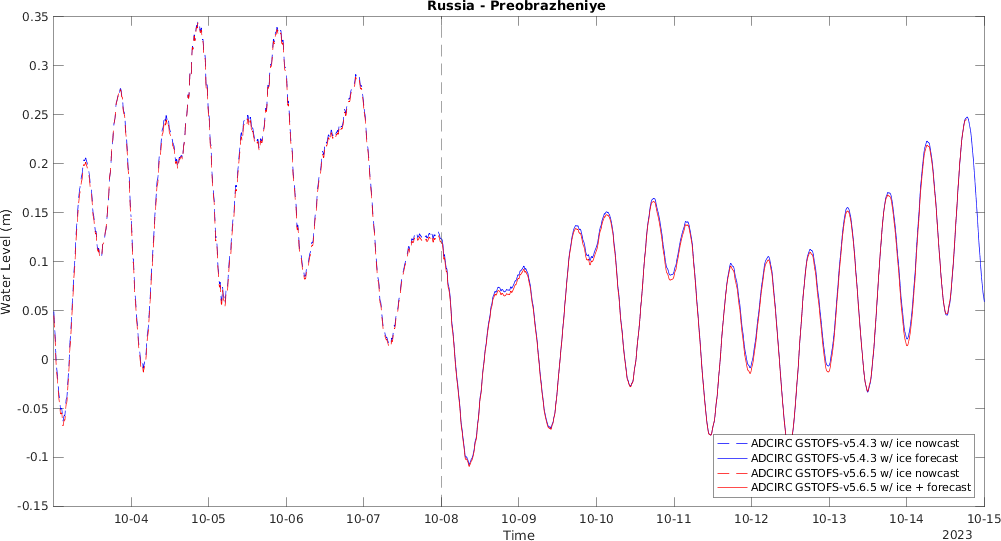 Russia - Preobrazheniye
0.35
0.3
0.25
0.2
0.15
0.1
0.05
0
-0.05
-0.1
-0.15
Water Level (m)
ADCIRC GSTOFS-v5.4.3 w/ ice nowcast
ADCIRC GSTOFS-v5.4.3 w/ ice forecast
ADCIRC GSTOFS-v5.6.5 w/ ice nowcast
ADCIRC GSTOFS-v5.6.5 w/ ice + forecast
10-04 10-05 10-06 10-07 10-08 10-09 10-10 10-11 10-12 10-13 10-14 10-15
Time
2023